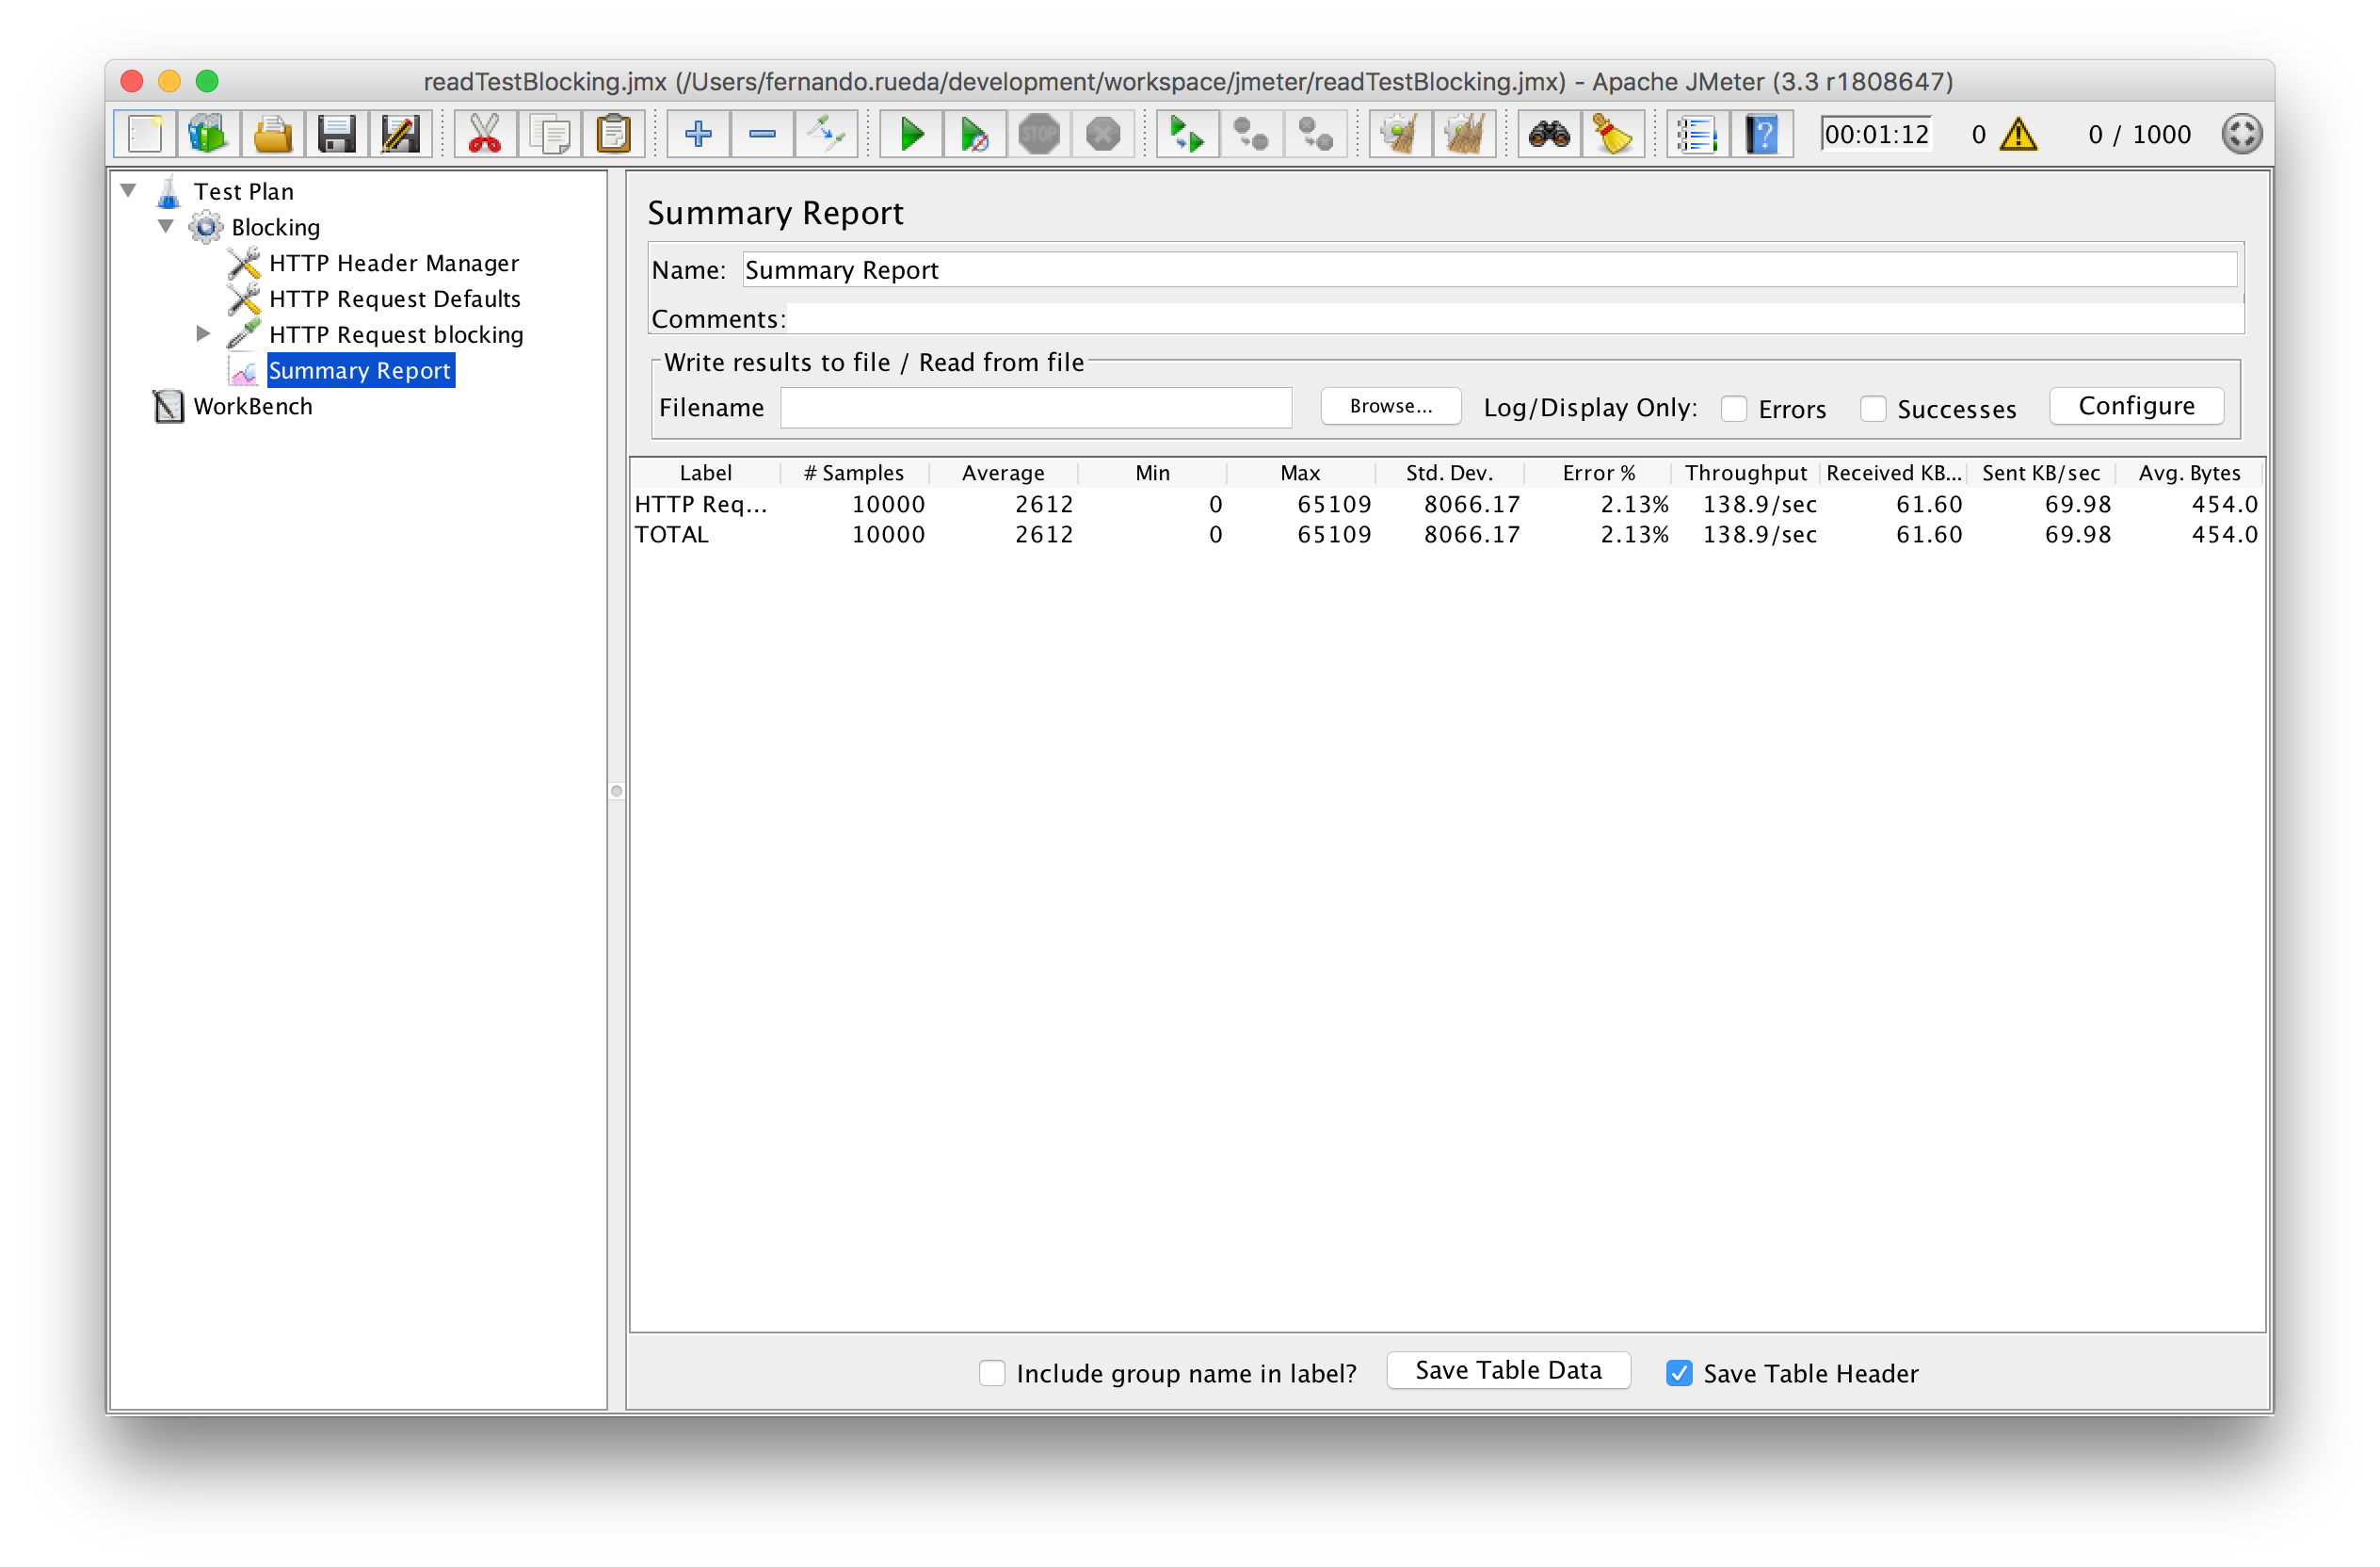 readTestBlocking.jmx (/Users/fernando.rueda/development/workspace/jmeter/readTestBlocking.jmx) - Apache JMeter (3.3 r1808647)
STOP 00:01:12 0 0 / 1000
Test Plan
Blocking
HTTP Header Manager
HTTP Request Defaults
HTTP Request blocking
Summary Report
WorkBench
Summary Report
Name: Summary Report
Comments:
Write results to file / Read from file
Filename Browse... Log/Display Only: Errors Successes Configure
Label # Samples Average Min Max Std. Dev. Error % Throughput Received KB... Sent KB/sec Avg. Bytes
HTTP Req... 10000 2612 0 65109 8066.17 2.13% 138.9/sec 61.60 69.98 454.0
TOTAL 10000 2612 0 65109 8066.17 2.13% 138.9/sec 61.60 69.98 454.0
Include group name in label? Save Table Data Save Table Header